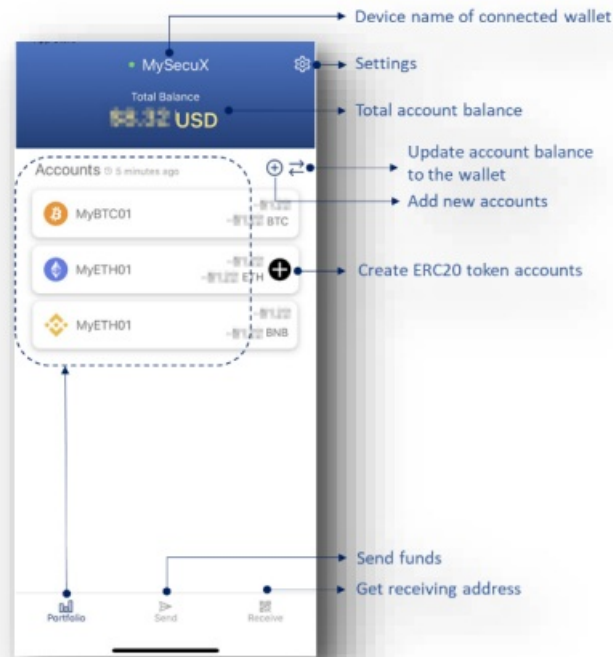 Device name of connected wallet
MySecuX
Settings
Total Balance
USD
Total account balance
Accounts 5 minutes ago
Update account balance
to the wallet
Add new accounts
MyBTC01
BTC
MyETH01
ETH
Create ERC20 token accounts
MyETH01
BNB
Send funds
Get receiving address
Portfolio
Send
Receive